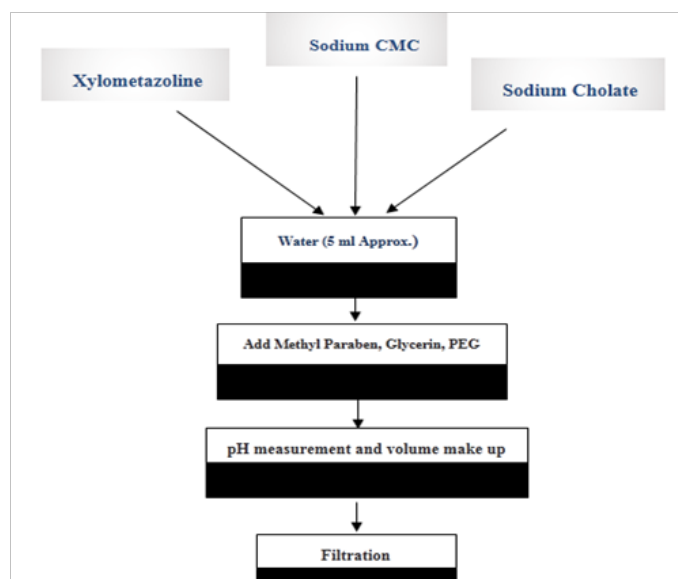 Sodium CMC
Xylometazoline
Sodium Cholate
Water (5 ml Approx.)
Add Methyl Paraben, Glycerin, PEG
pH measurement and volume make up
Filtration